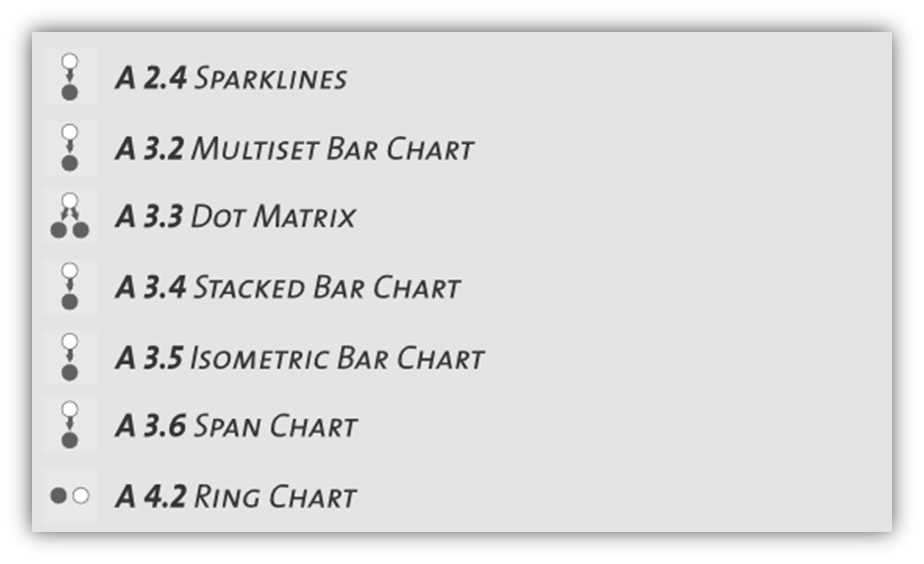 A 2.4 Sparklines
A 3.2 Multiset Bar Chart
A 3.3 Dot Matrix
A 3.4 Stacked Bar Chart
A 3.5 Isometric Bar Chart
A 3.6 Span Chart
A 4.2 Ring Chart